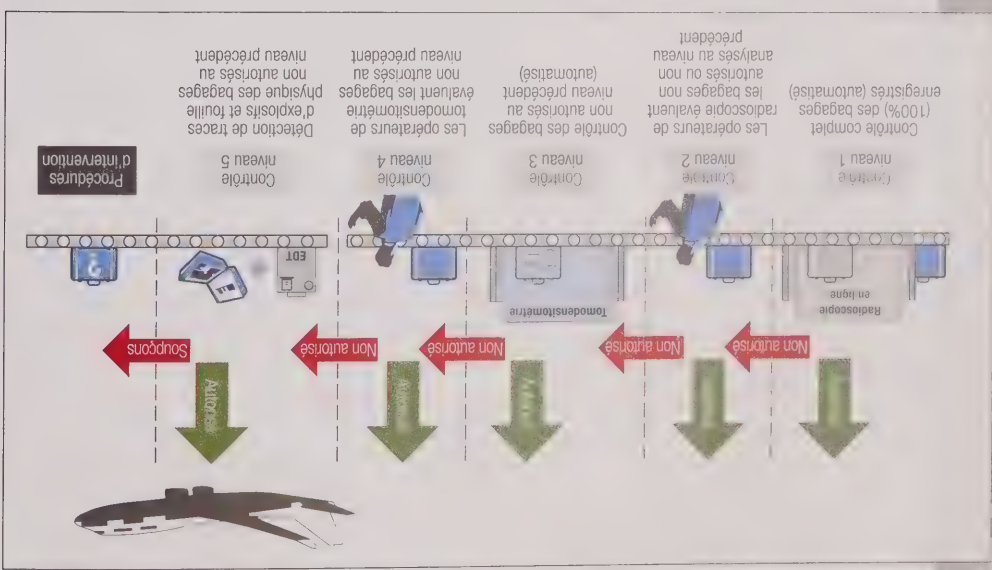 Autorisé
Non autorisé
Non autorisé
Non autorisé
Non autorisé
Soupçons
Radioscopie
en ligne
Tomodensitométrie
EDT
?
Contrôle
niveau 1
Contrôle complet
(100%) des bagages
enregistrés (automatisé)
Contrôle
niveau 2
Les opérateurs de
radioscopie évaluent
les bagages non
autorisés ou non
analysés au niveau
précédent
Contrôle
niveau 3
Contrôle des bagages
non autorisés au
niveau précédent
(automatisé)
Contrôle
niveau 4
Les opérateurs de
tomodensitométrie
évaluent les bagages
non autorisés au
niveau précédent
Contrôle
niveau 5
Détection de traces
d'explosifs et fouille
physique des bagages
non autorisés au
niveau précédent
Procédures
d'intervention